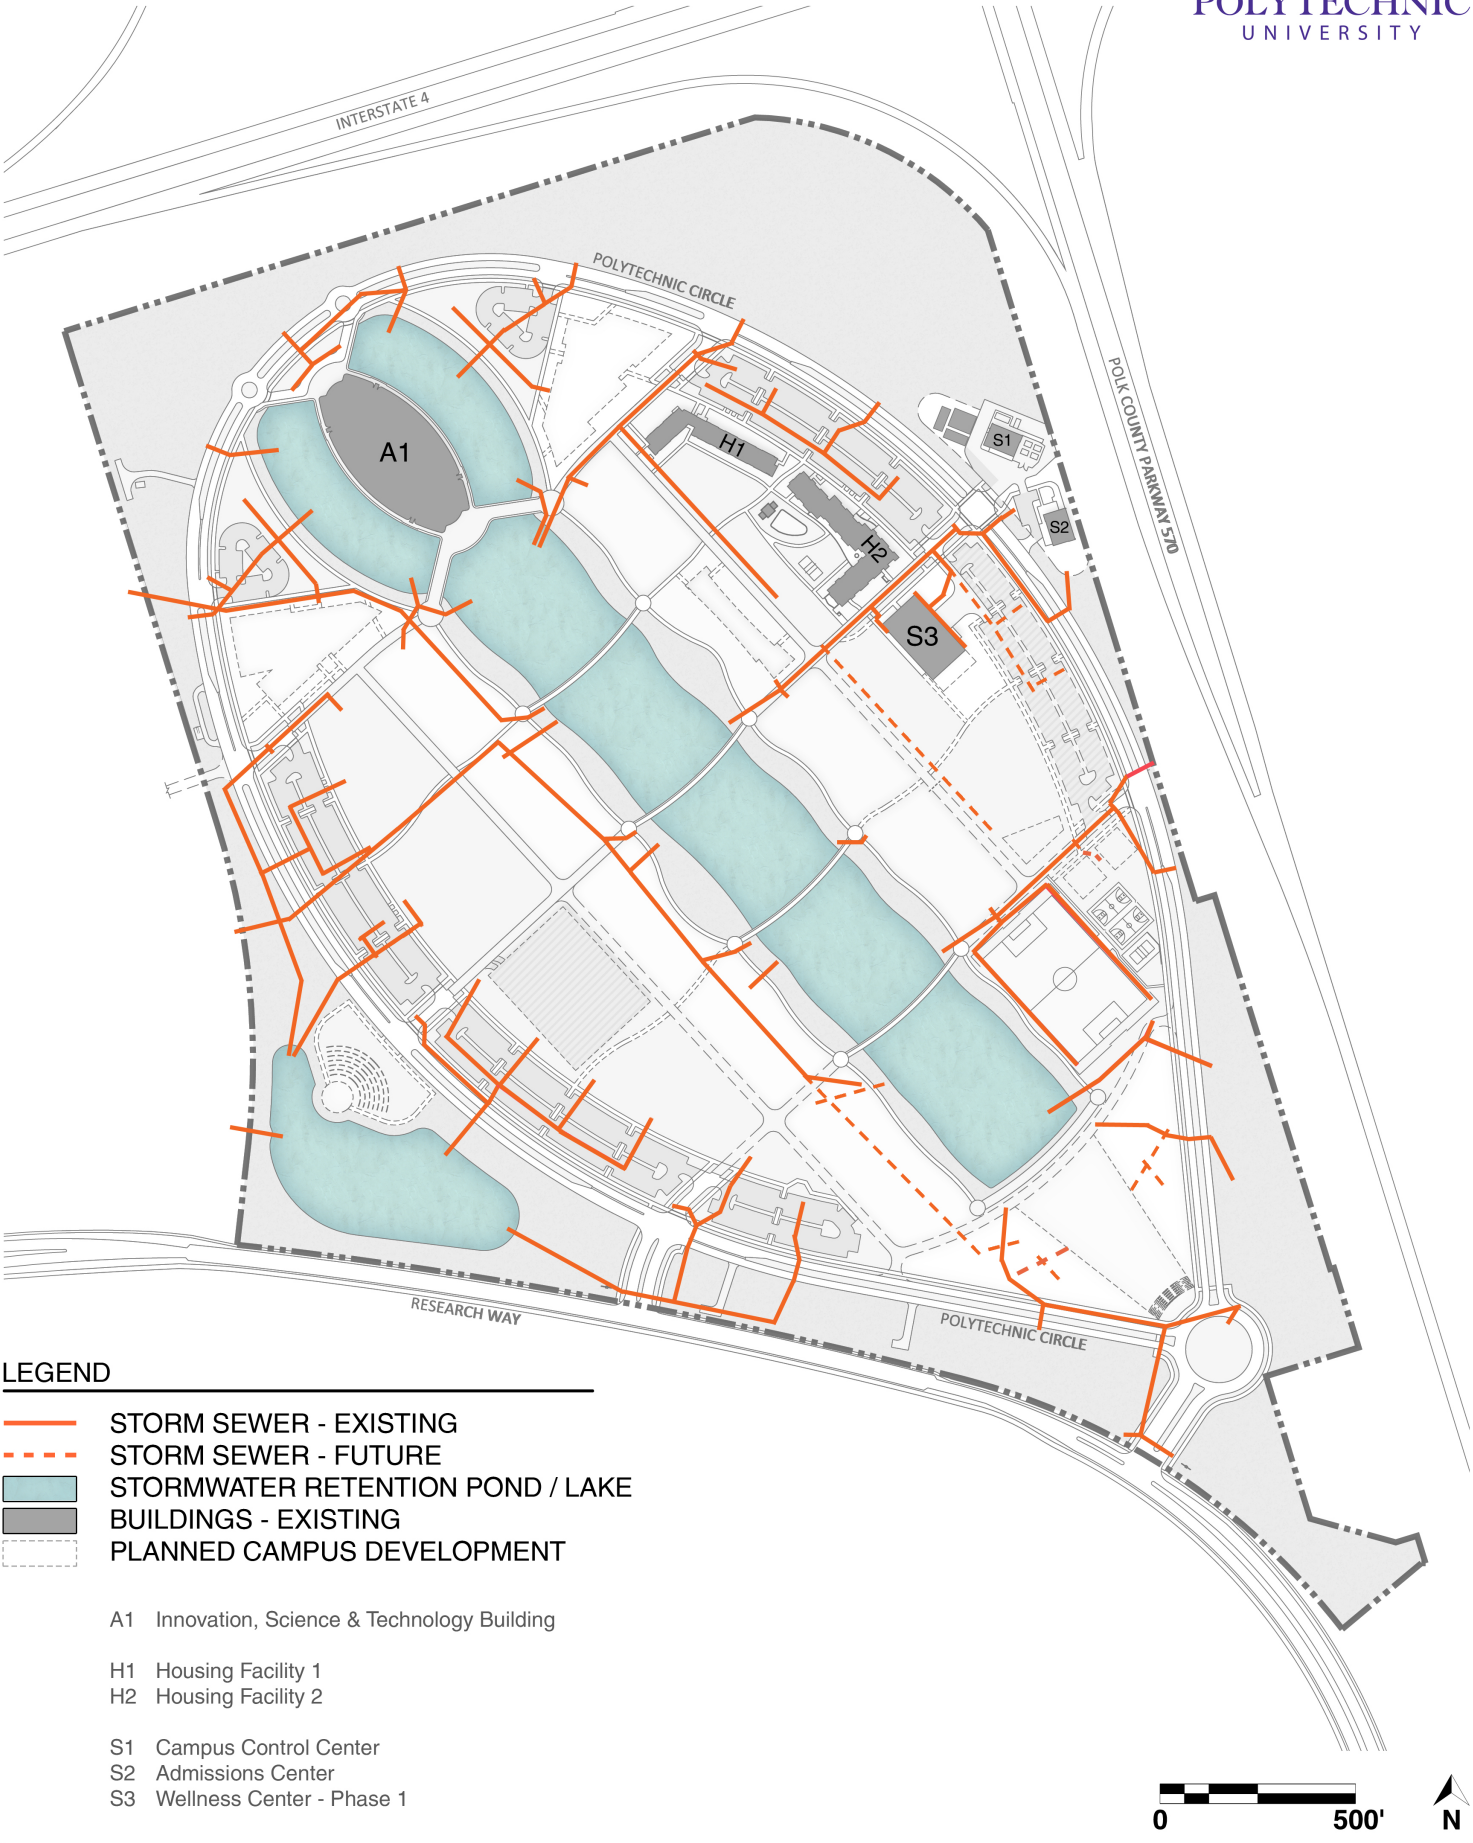 POLYTECHNIC
UNIVERSITY
INTERSTATE 4
POLYTECHNIC CIRCLE
POLK COUNTY PARKWAY 570
S1
A1
H1
S2
H2
S3
RESEARCH WAY
POLYTECHNIC CIRCLE
LEGEND
STORM SEWER - EXISTING
STORM SEWER - FUTURE
STORMWATER RETENTION POND / LAKE
BUILDINGS - EXISTING
PLANNED CAMPUS DEVELOPMENT
A1 Innovation, Science & Technology Building
H1 Housing Facility 1
H2 Housing Facility 2
S1 Campus Control Center
S2 Admissions Center
S3 Wellness Center - Phase 1
0 500' N